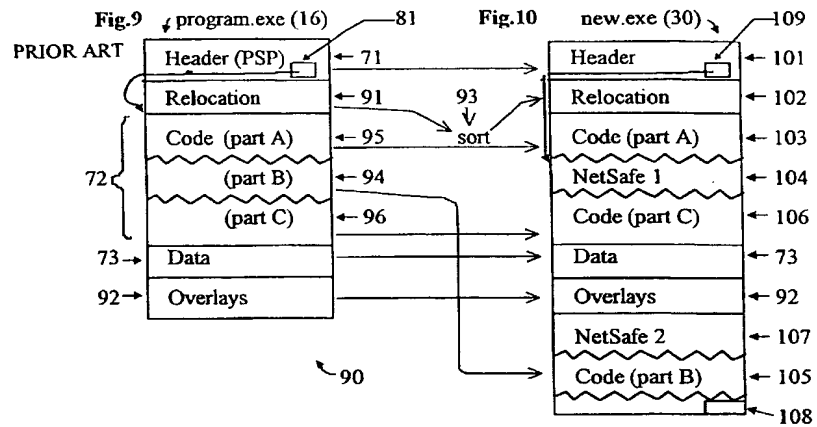 Fig.9 program.exe (16) 81 Fig.10 new.exe (30) 109
PRIOR ART
Header (PSP) 71 Header 101
Relocation 91 93 Relocation 102
sort
Code (part A) 95 Code (part A) 103
72 (part B) 94 NetSafe 1 104
(part C) 96 Code (part C) 106
73 Data Data 73
92 Overlays Overlays 92
NetSafe 2 107
90 Code (part B) 105
108